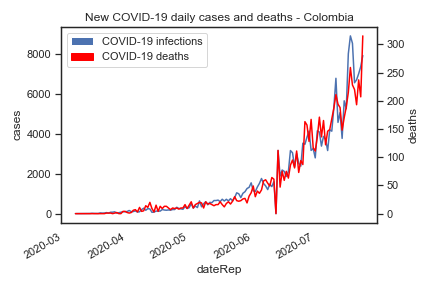 New COVID-19 daily cases and deaths - Colombia
COVID-19 infections
COVID-19 deaths
cases
8000
6000
4000
2000
0
deaths
300
250
200
150
100
50
0
2020-03
2020-04
2020-05
2020-06
2020-07
dateRep